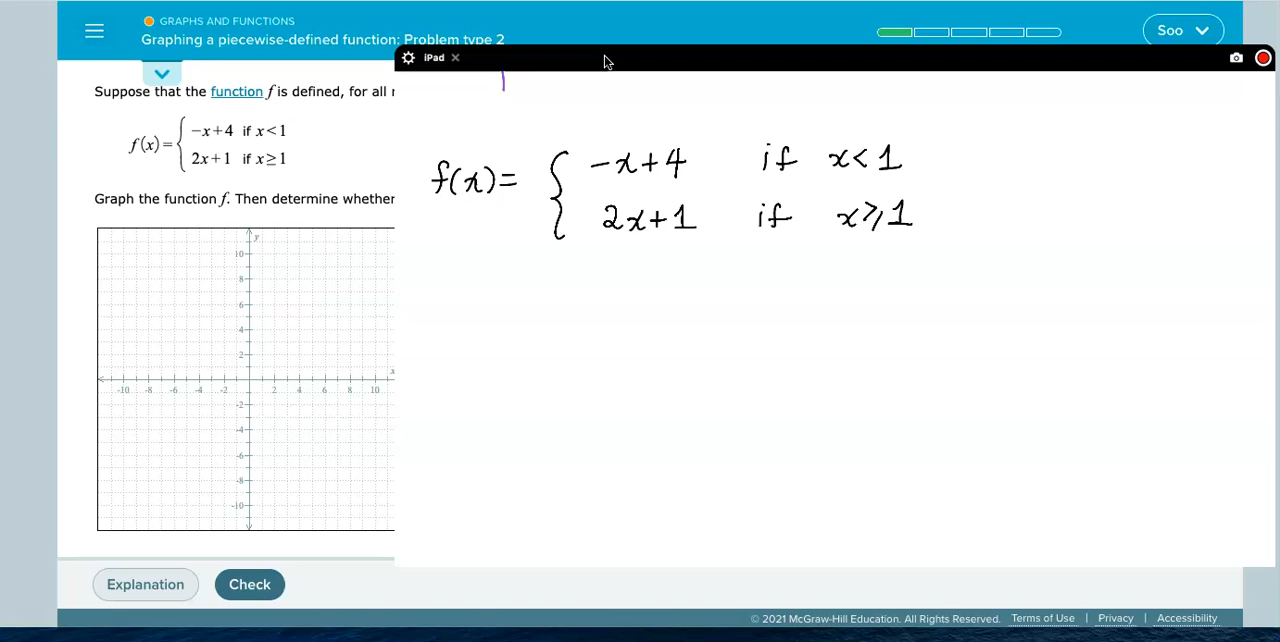 GRAPHS AND FUNCTIONS
Graphing a piecewise-defined function: Problem type 2
Soo
iPad
Suppose that the function f is defined, for all r
f(x)= { −x+4 if x<1
2x+1 if x≥1
Graph the function f. Then determine whether
f(x)= { −x+4 if x<1
2x+1 if x≥1
y
10
8
6
4
2
x
-10 -8 -6 -4 -2 2 4 6 8 10
-2
-4
-6
-8
-10
Explanation Check
© 2021 McGraw-Hill Education. All Rights Reserved. Terms of Use | Privacy | Accessibility